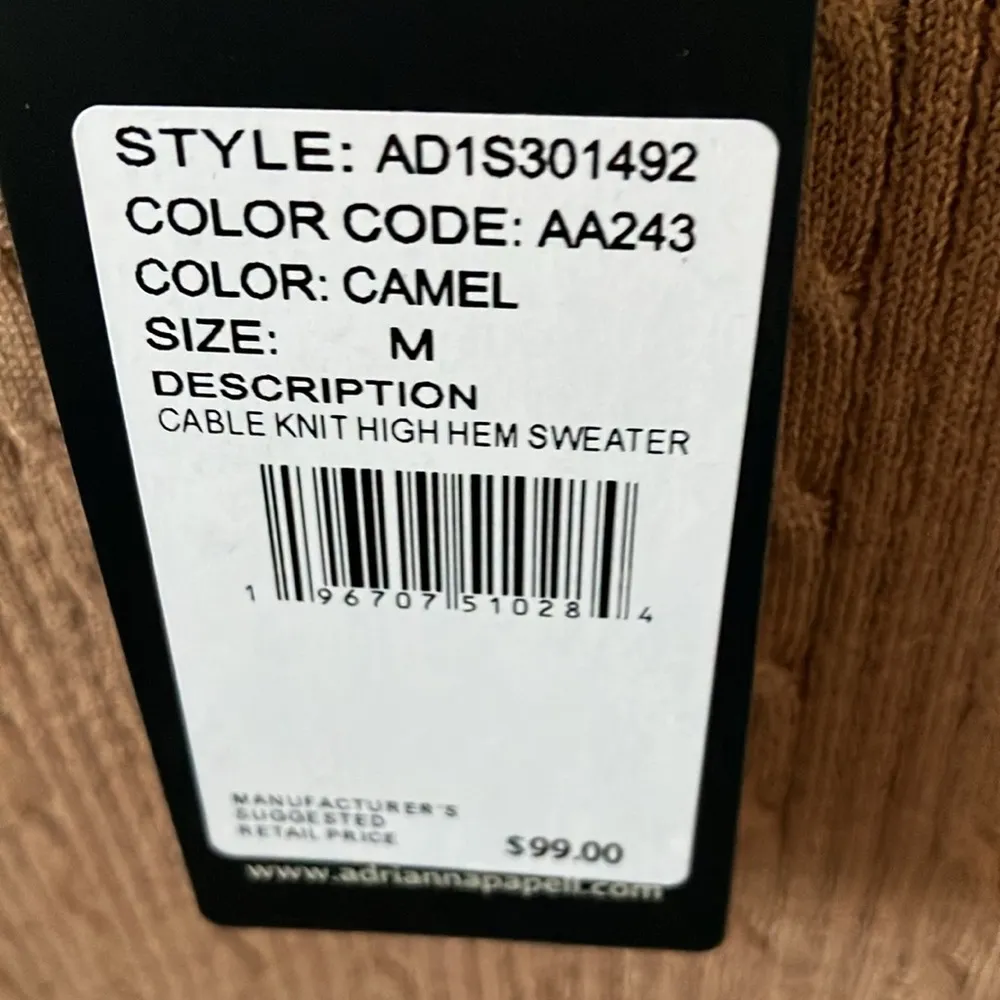 STYLE: AD1S301492
COLOR CODE: AA243
COLOR: CAMEL
SIZE: M
DESCRIPTION
CABLE KNIT HIGH HEM SWEATER
1 96707 51028 4
MANUFACTURER'S
SUGGESTED
RETAIL PRICE
$99.00
www.adriannapapell.com